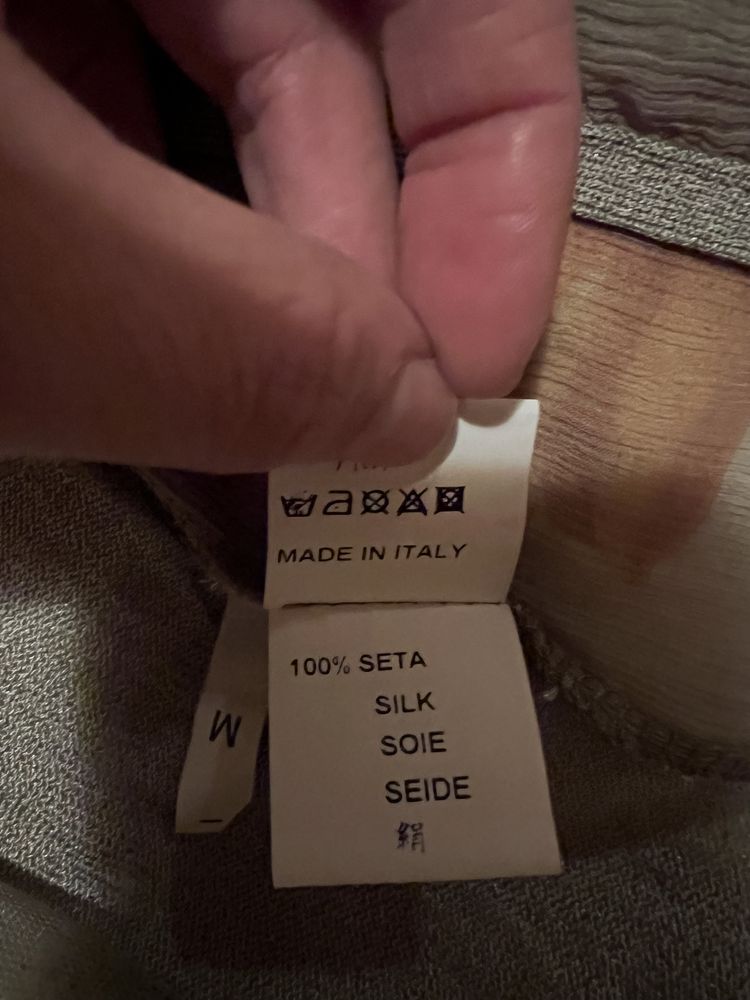 MADE IN ITALY
100% SETA
SILK
SOIE
SEIDE
絹
M